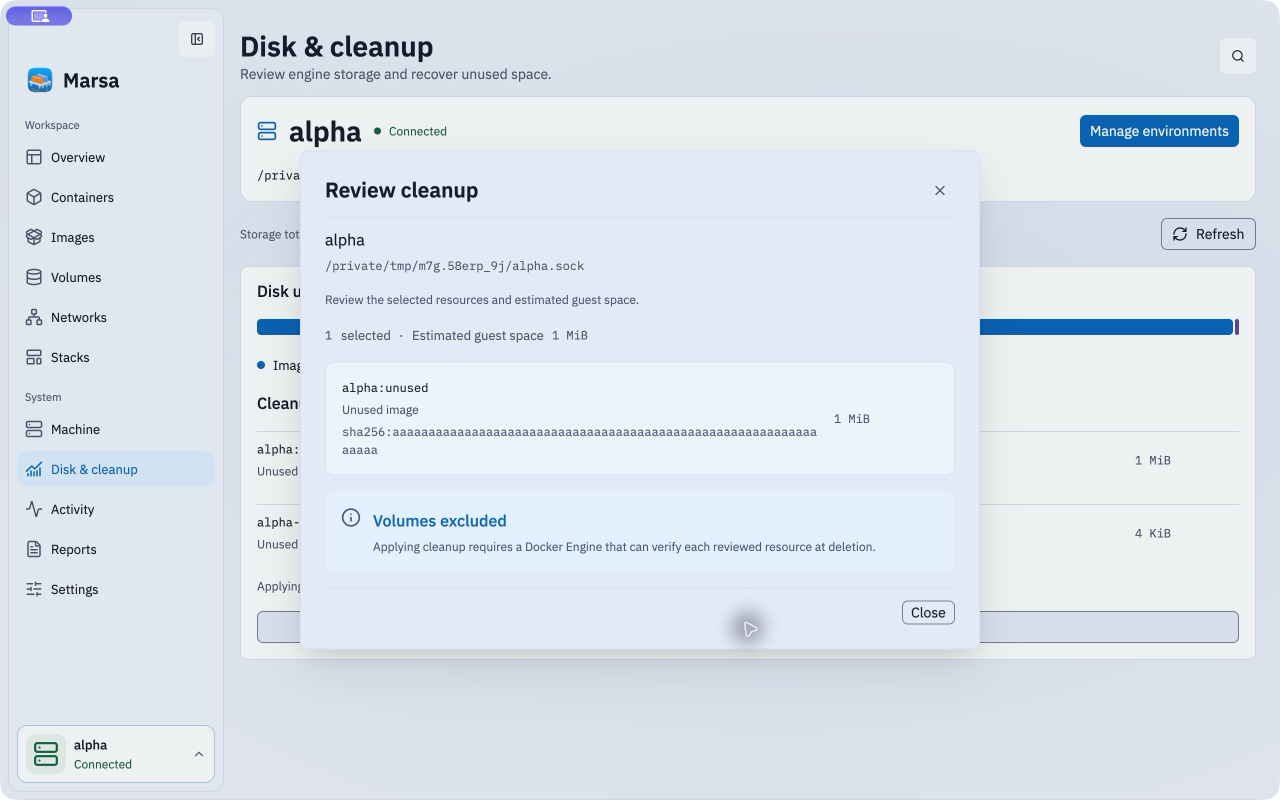 Disk & cleanup
Review engine storage and recover unused space.
Marsa
Workspace
Overview
Containers
Images
Volumes
Networks
Stacks
System
Machine
Disk & cleanup
Activity
Reports
Settings
alpha
Connected
alpha
Connected
Manage environments
/priva
Storage tot
Refresh
Disk u
Imag
Clean
alpha:
Unused
1 MiB
alpha-
Unused
4 KiB
Applying
Review cleanup
alpha
/private/tmp/m7g.58erp_9j/alpha.sock
Review the selected resources and estimated guest space.
1 selected · Estimated guest space 1 MiB
alpha:unused
Unused image
sha256:aaaaaaaaaaaaaaaaaaaaaaaaaaaaaaaaaaaaaaaaaaaaaaaaaaaaaaaaaaa
aaaaa
1 MiB
Volumes excluded
Applying cleanup requires a Docker Engine that can verify each reviewed resource at deletion.
Close